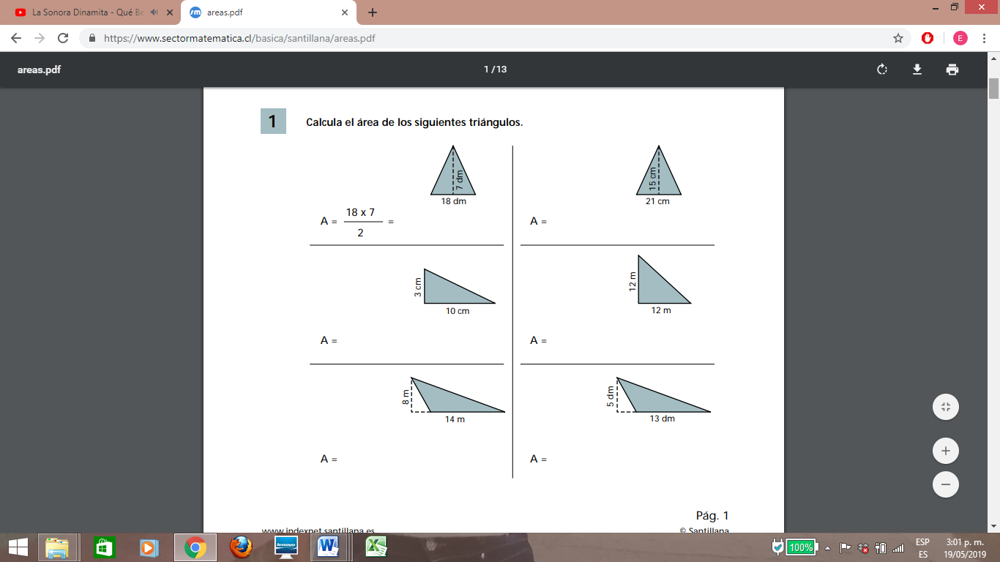 La Sonora Dinamita - Qué Be
areas.pdf
https://www.sectormatematica.cl/basica/santillana/areas.pdf
E
areas.pdf
1 / 13
1
Calcula el área de los siguientes triángulos.
7 dm
18 dm
A = 18 x 7 =
2
15 cm
21 cm
A =
3 cm
10 cm
A =
12 m
12 m
A =
8 m
14 m
A =
5 dm
13 dm
A =
Pág. 1
www.indexnet.santillana.es
© Santillana
lenovo
100%
ESP
ES
3:01 p. m.
19/05/2019